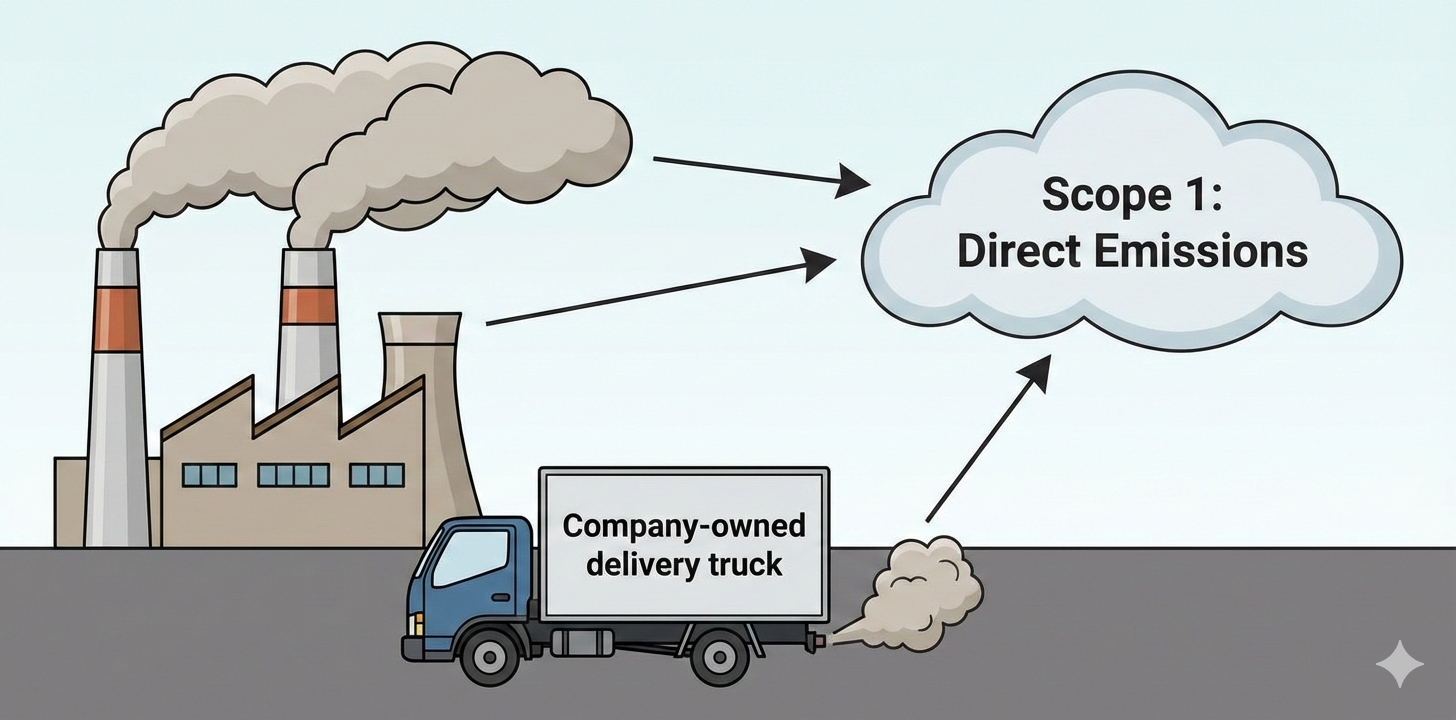 Scope 1:
Direct Emissions
Company-owned
delivery truck